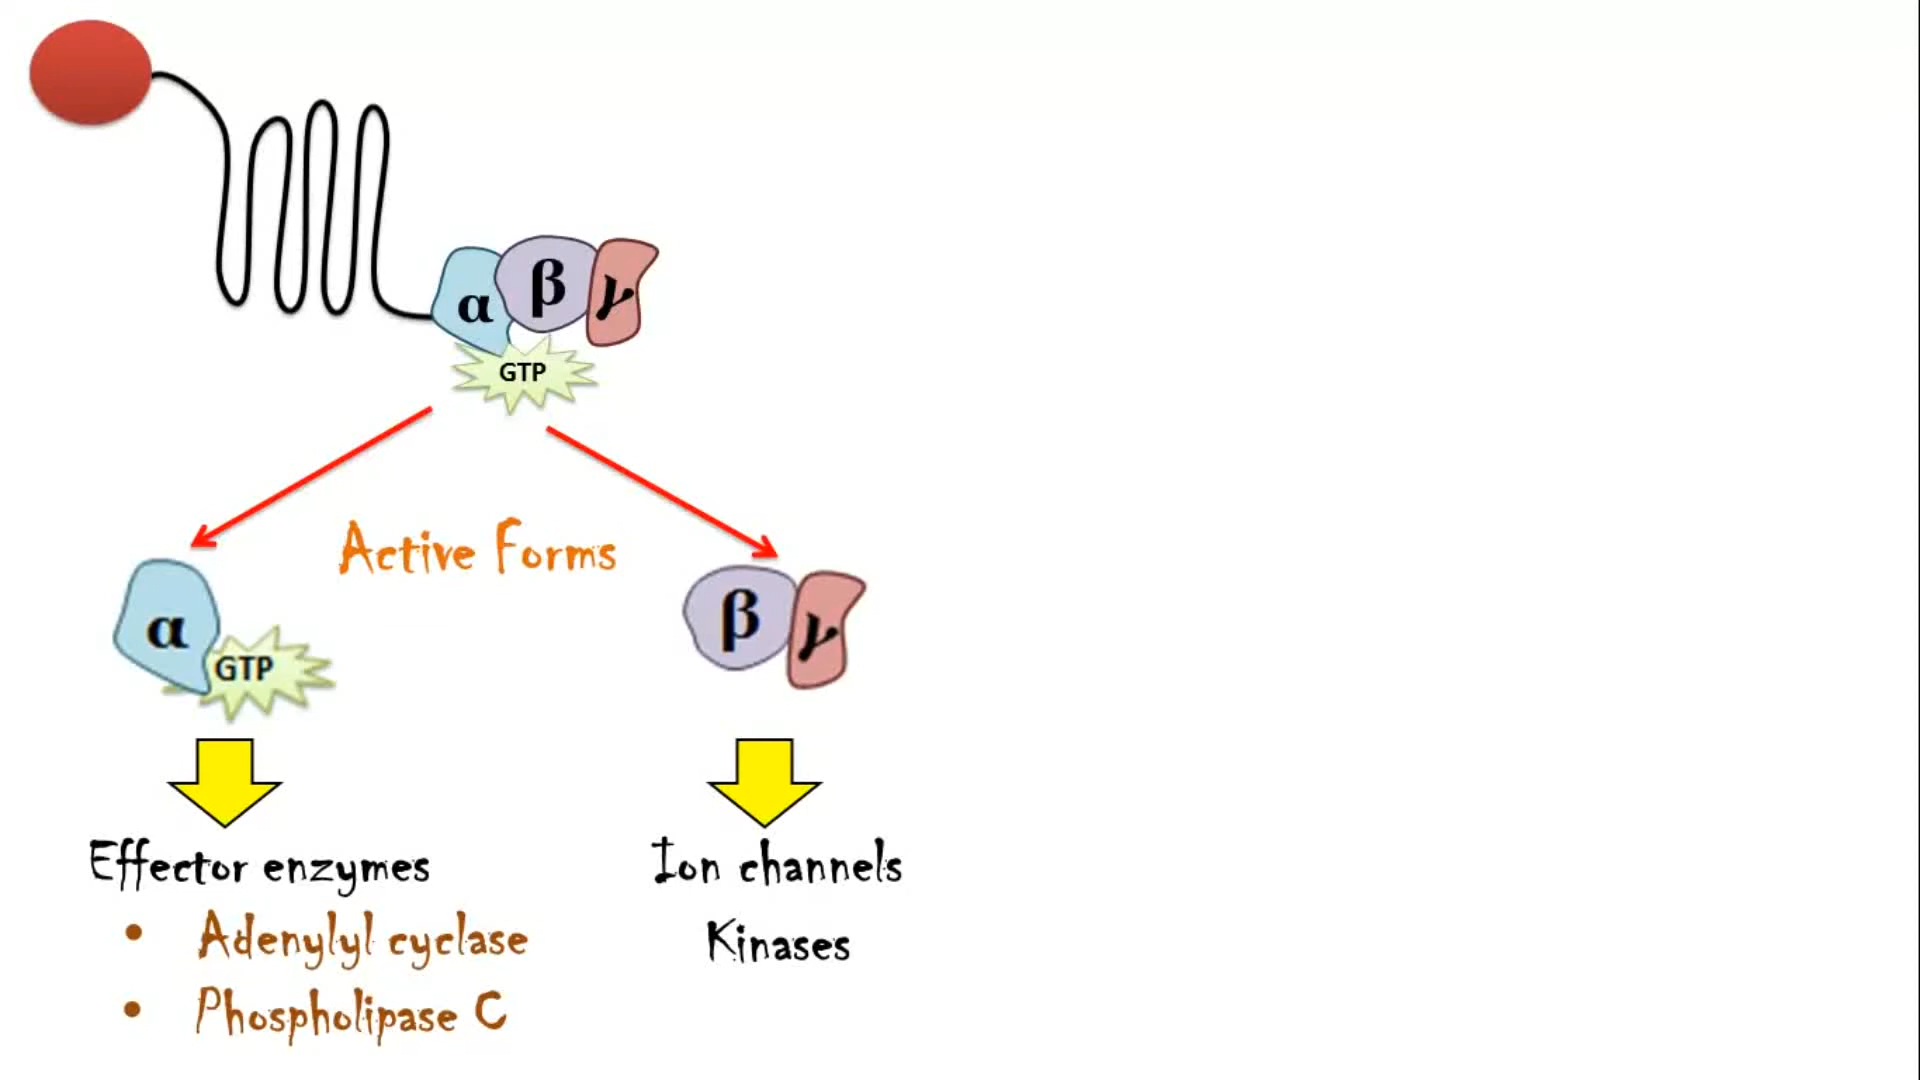 α β γ
GTP
Active Forms
α
GTP
β γ
Effector enzymes
• Adenylyl cyclase
• Phospholipase C
Ion channels
Kinases